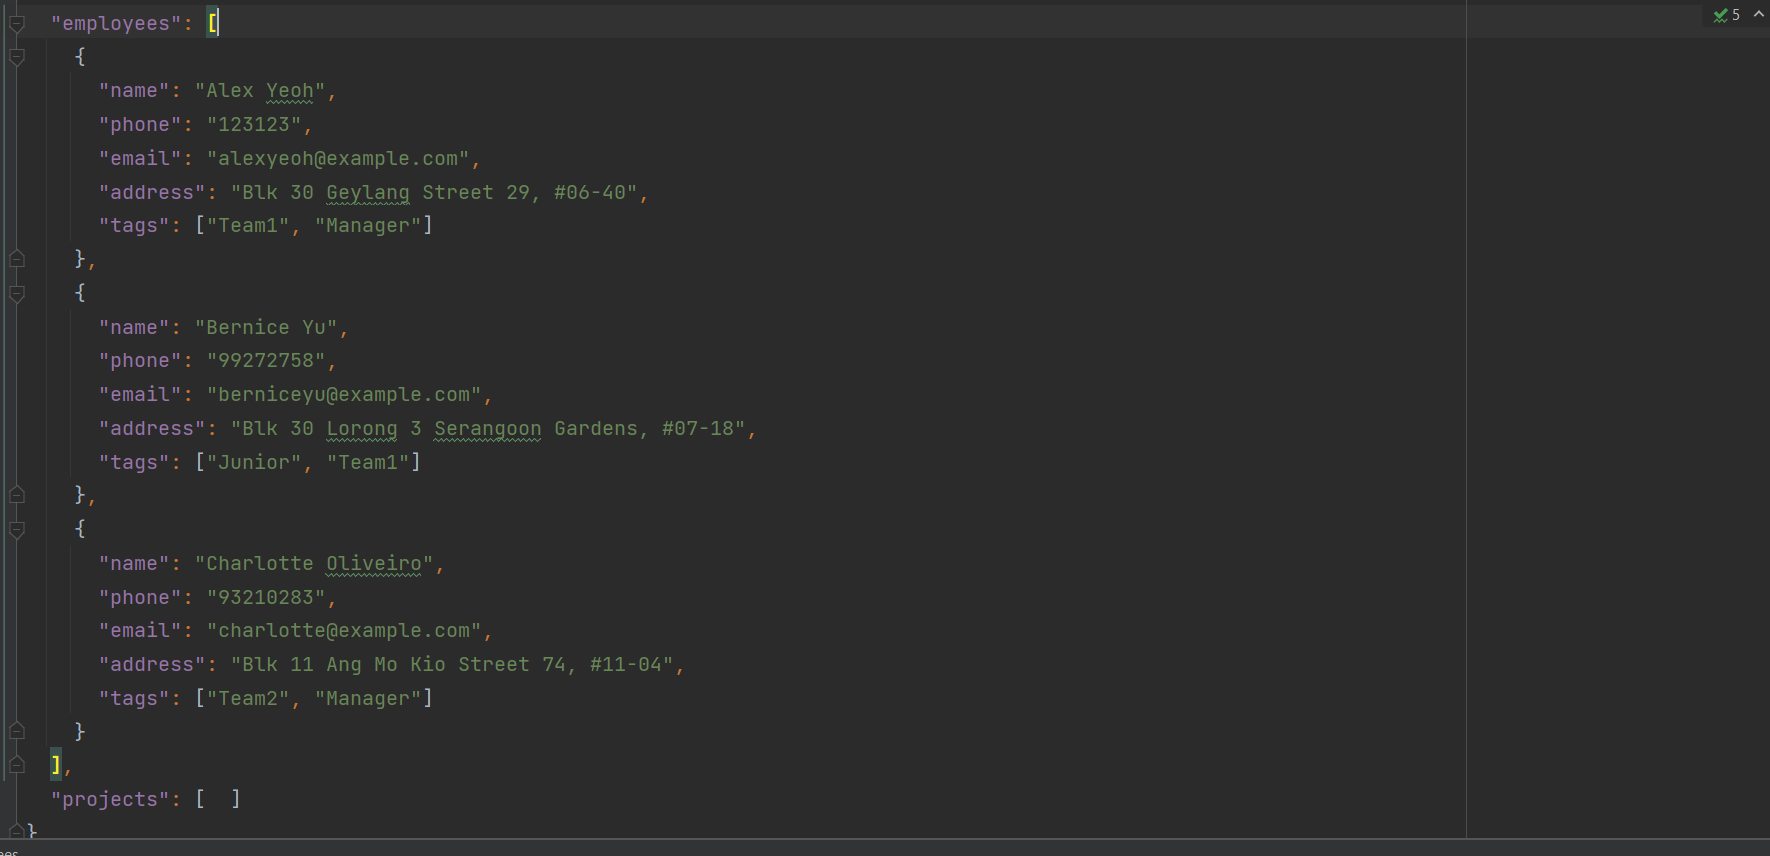 "employees": [
{
"name": "Alex Yeoh",
"phone": "123123",
"email": "alexyeoh@example.com",
"address": "Blk 30 Geylang Street 29, #06-40",
"tags": ["Team1", "Manager"]
},
{
"name": "Bernice Yu",
"phone": "99272758",
"email": "berniceyu@example.com",
"address": "Blk 30 Lorong 3 Serangoon Gardens, #07-18",
"tags": ["Junior", "Team1"]
},
{
"name": "Charlotte Oliveiro",
"phone": "93210283",
"email": "charlotte@example.com",
"address": "Blk 11 Ang Mo Kio Street 74, #11-04",
"tags": ["Team2", "Manager"]
}
],
"projects": [  ]
}
5